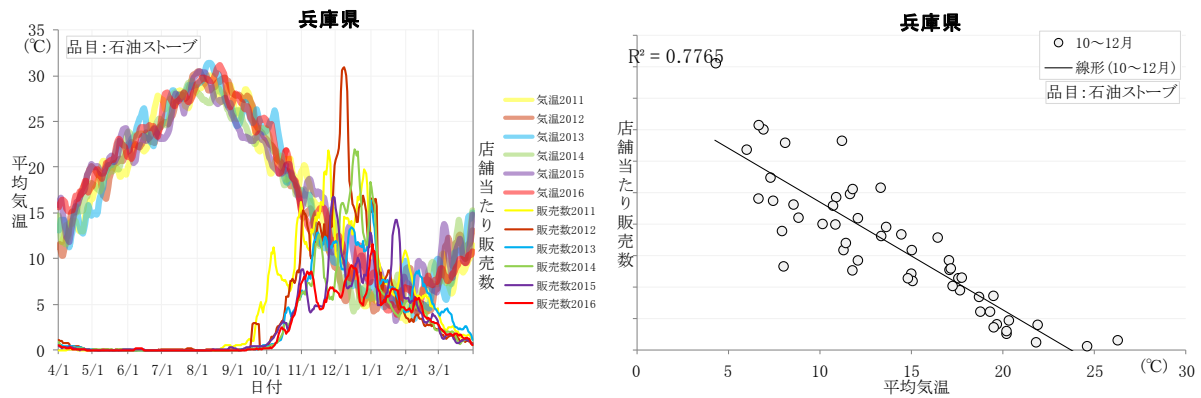 兵庫県
35
30
25
20
15
10
5
0
(℃)
平均気温
品目：石油ストーブ
4/1 5/1 6/1 7/1 8/1 9/1 10/1 11/1 12/1 1/1 2/1 3/1
日付
店舗当たり販売数
気温2011
気温2012
気温2013
気温2014
気温2015
気温2016
販売数2011
販売数2012
販売数2013
販売数2014
販売数2015
販売数2016
兵庫県
R² = 0.7765
10～12月
線形 (10～12月)
品目：石油ストーブ
店舗当たり販売数
0 5 10 15 20 25 30
(℃)
平均気温